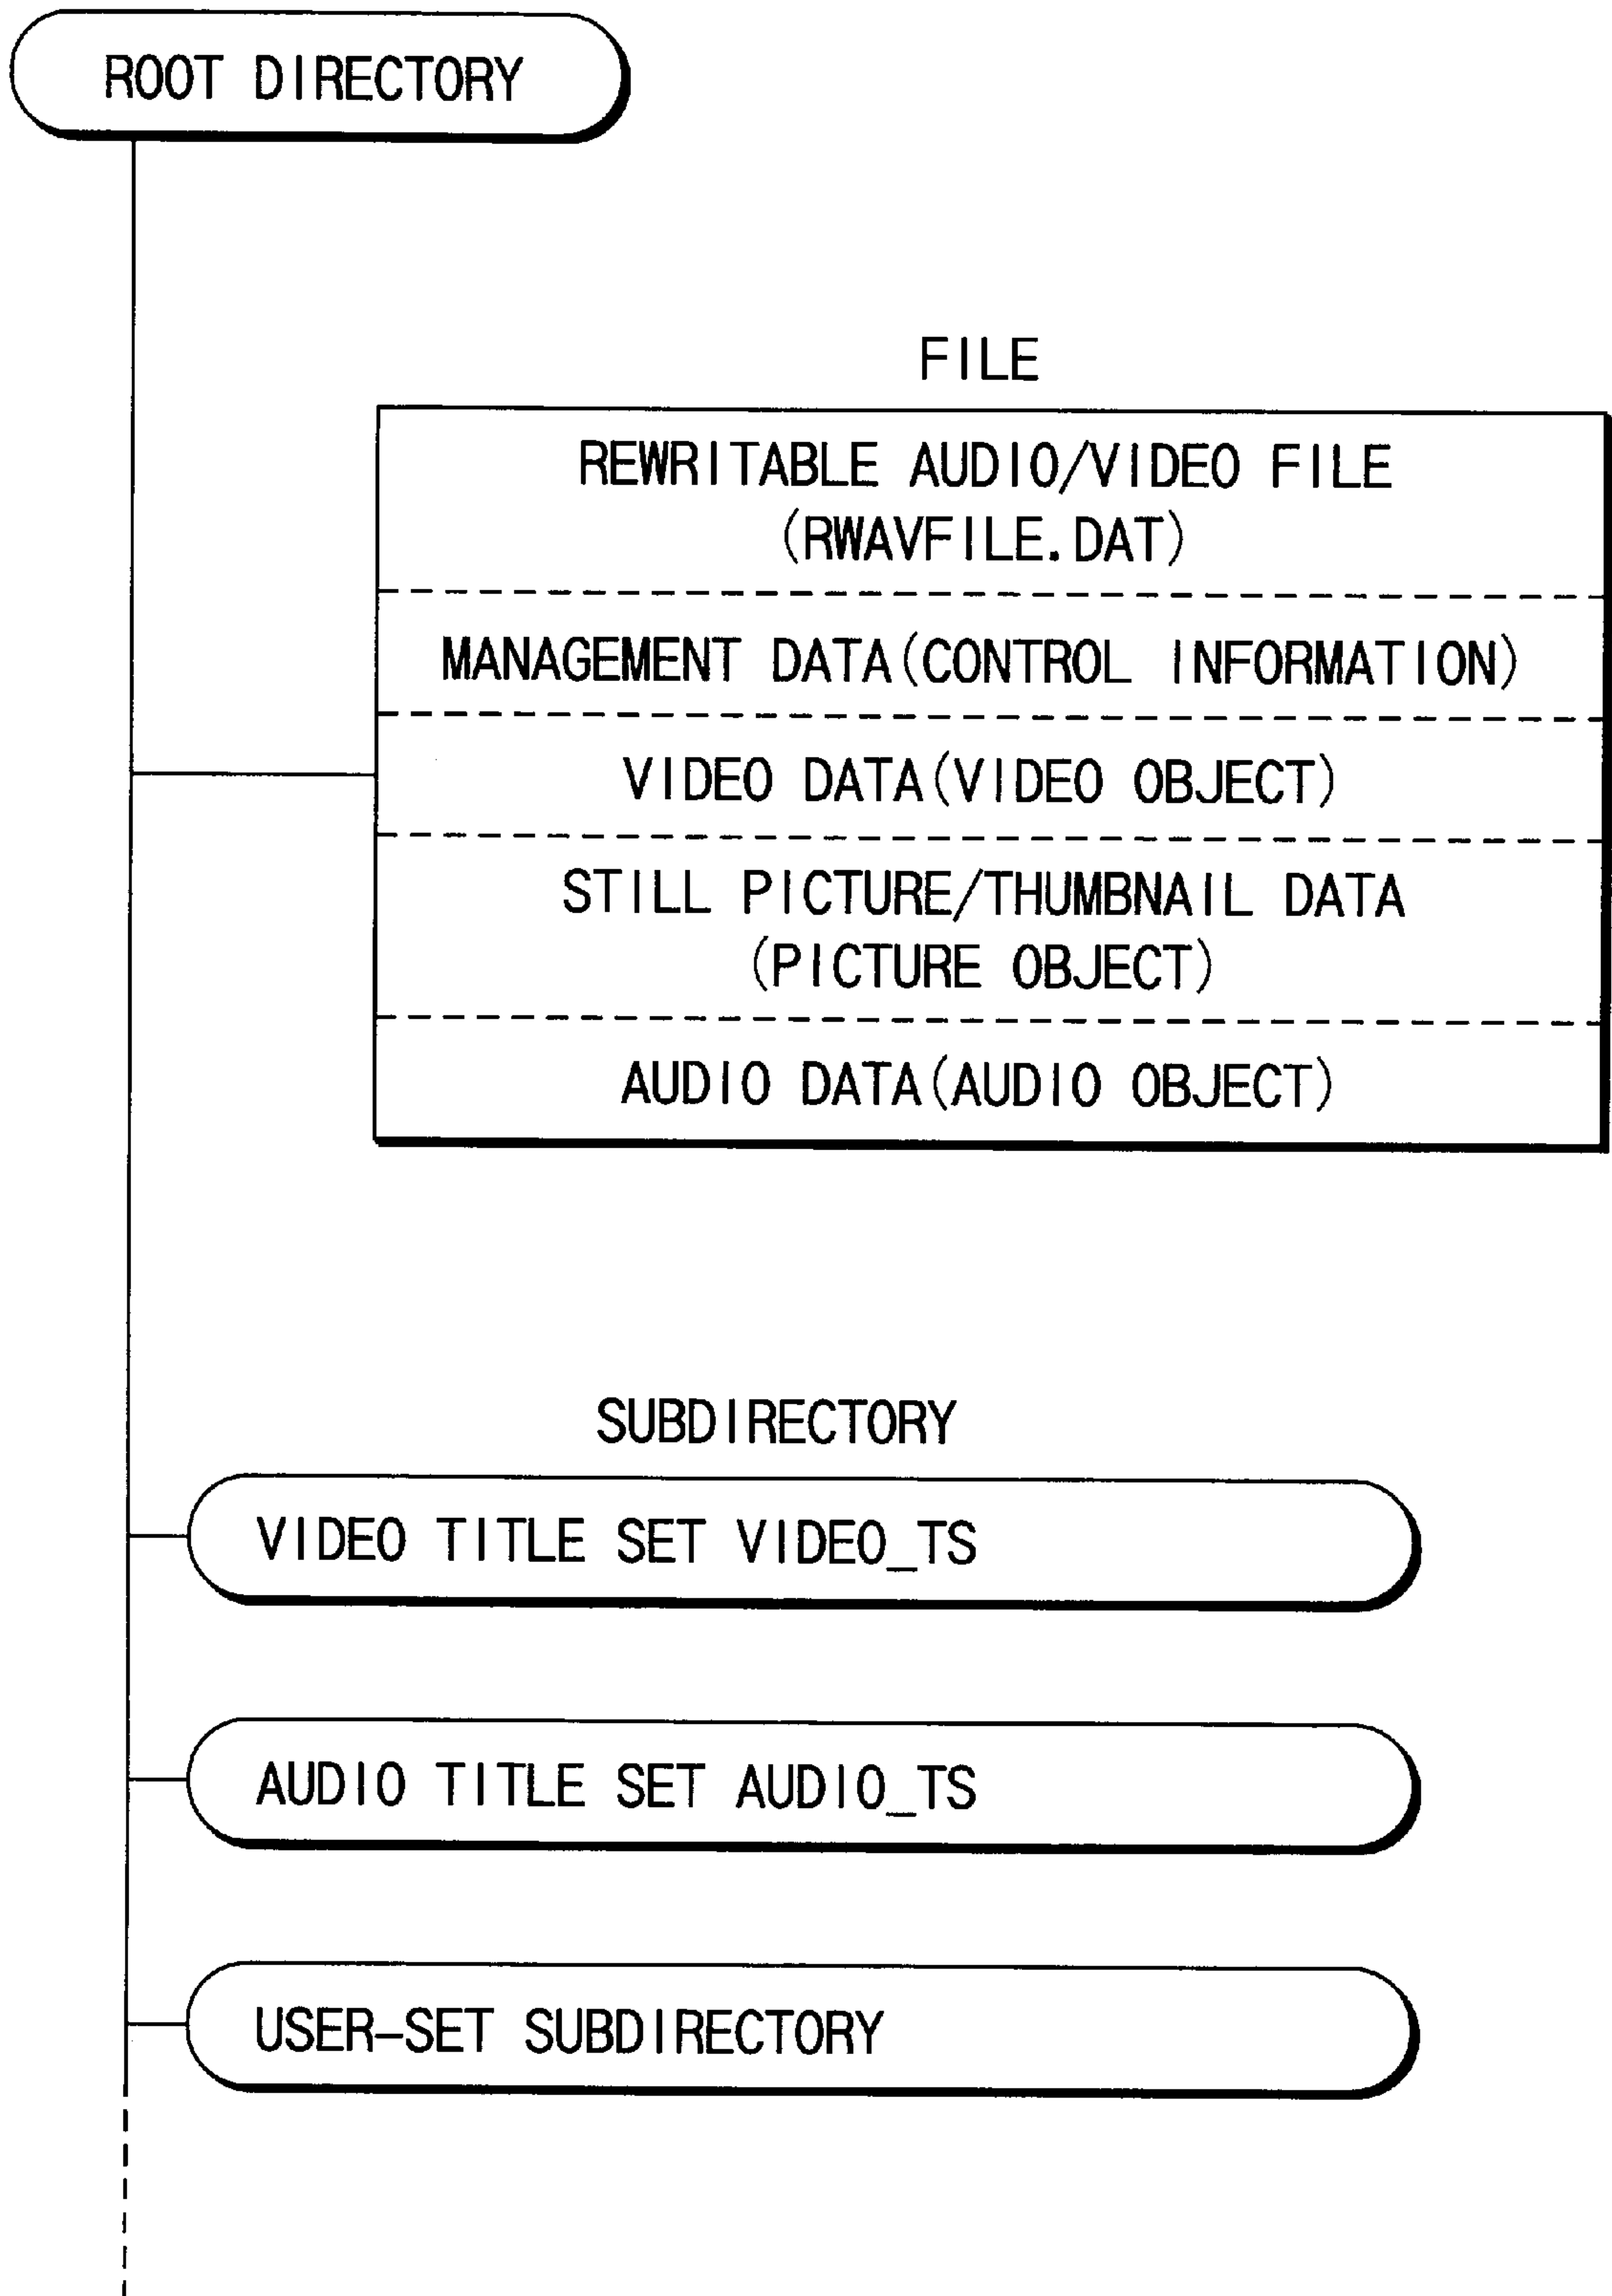 ROOT DIRECTORY
FILE
REWRITABLE AUDIO/VIDEO FILE
(RWAVFILE.DAT)
MANAGEMENT DATA(CONTROL INFORMATION)
VIDEO DATA(VIDEO OBJECT)
STILL PICTURE/THUMBNAIL DATA
(PICTURE OBJECT)
AUDIO DATA(AUDIO OBJECT)
SUBDIRECTORY
VIDEO TITLE SET VIDEO_TS
AUDIO TITLE SET AUDIO_TS
USER-SET SUBDIRECTORY